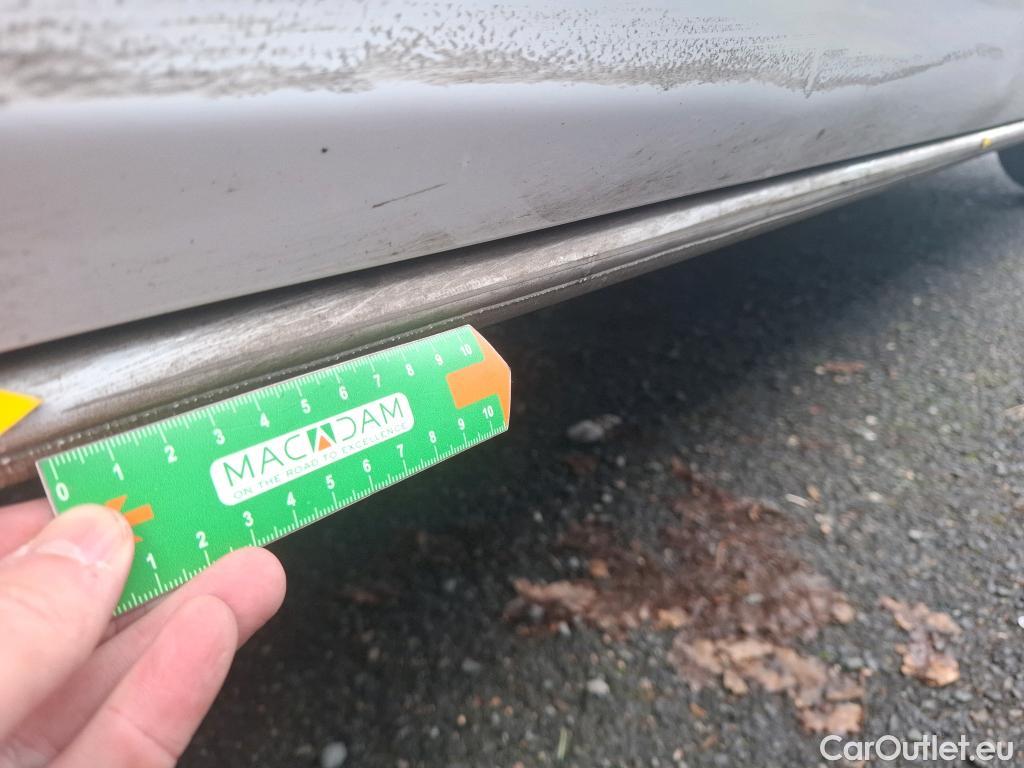 1 2 3 4 5 6 7 8 9 10
0
MACADAM
ON THE ROAD TO EXCELLENCE
1 2 3 4 5 6 7 8 9 10
CarOutlet.eu